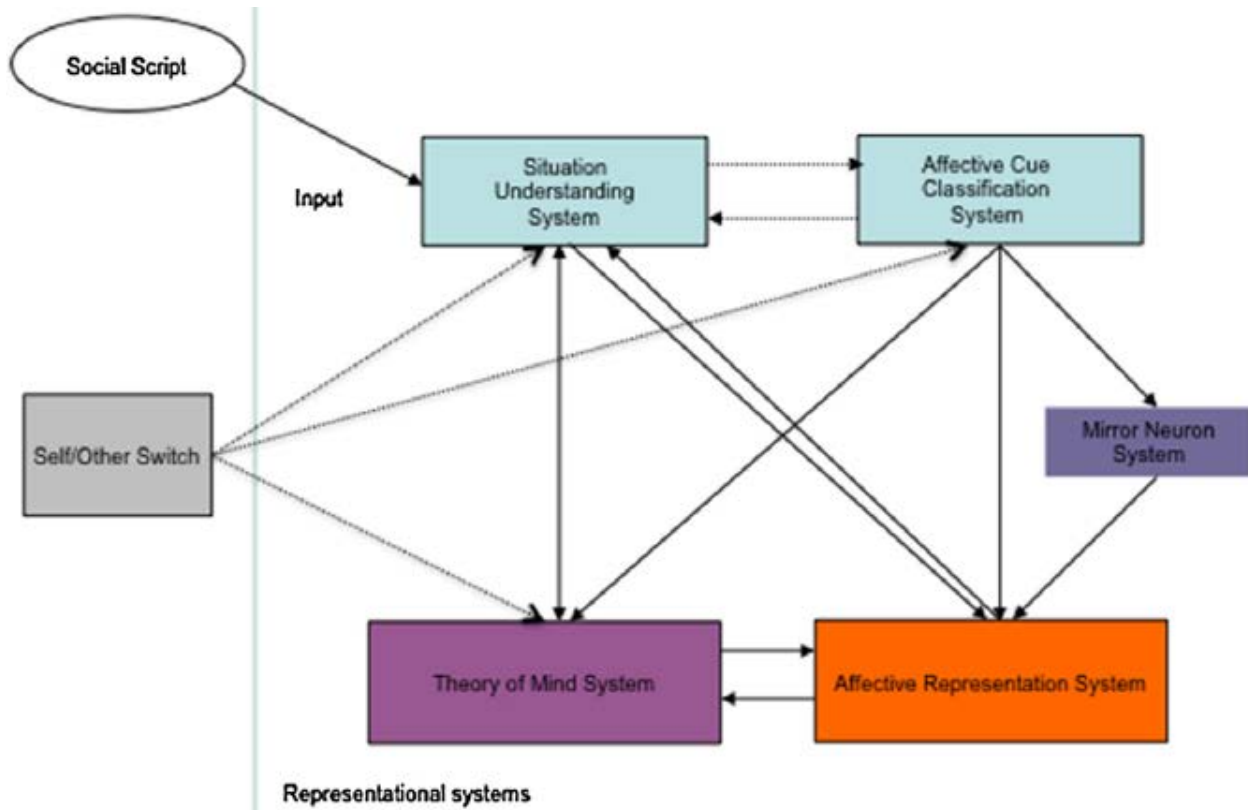 Social Script
Situation
Understanding
System
Affective Cue
Classification
System
Input
Self/Other Switch
Mirror Neuron
System
Theory of Mind System
Affective Representation System
Representational systems